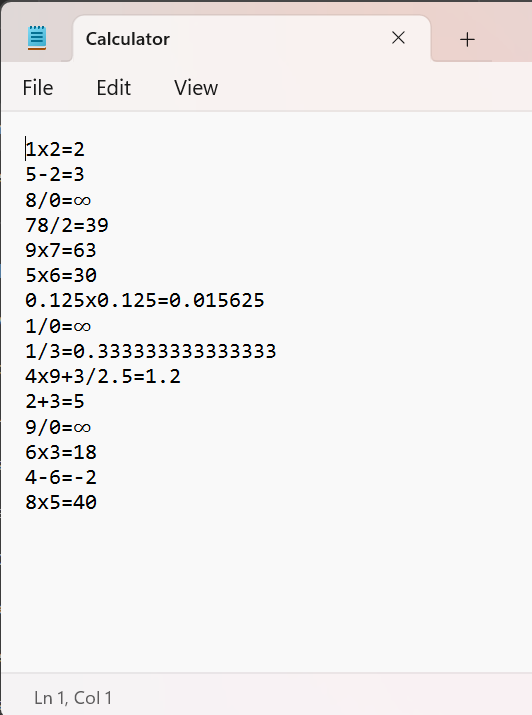 Calculator
File Edit View
1x2=2
5-2=3
8/0=∞
78/2=39
9x7=63
5x6=30
0.125x0.125=0.015625
1/0=∞
1/3=0.333333333333333
4x9+3/2.5=1.2
2+3=5
9/0=∞
6x3=18
4-6=-2
8x5=40
Ln 1, Col 1